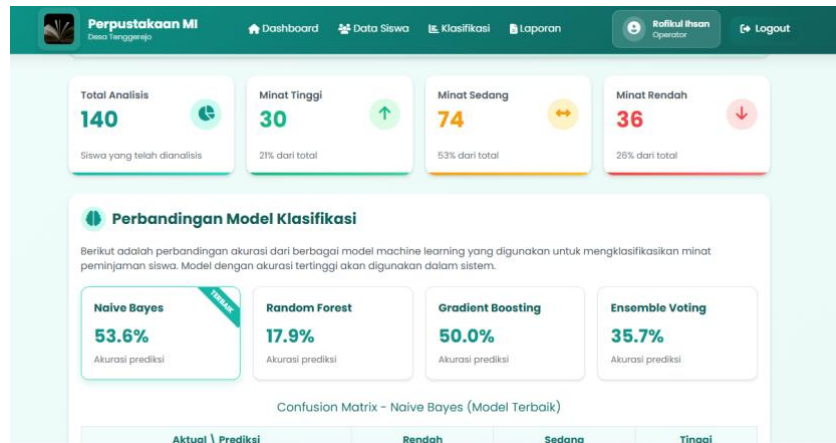 Perpustakaan MI
Desa Tenggerejo
Dashboard
Data Siswa
Klasifikasi
Laporan
Rofikul Ihsan
Operator
Logout
Total Analisis
140
Siswa yang telah dianalisis
Minat Tinggi
30
21% dari total
Minat Sedang
74
53% dari total
Minat Rendah
36
26% dari total
Perbandingan Model Klasifikasi
Berikut adalah perbandingan akurasi dari berbagai model machine learning yang digunakan untuk mengklasifikasikan minat
peminjaman siswa. Model dengan akurasi tertinggi akan digunakan dalam sistem.
Naive Bayes
TERBAIK
53.6%
Akurasi prediksi
Random Forest
17.9%
Akurasi prediksi
Gradient Boosting
50.0%
Akurasi prediksi
Ensemble Voting
35.7%
Akurasi prediksi
Confusion Matrix - Naive Bayes (Model Terbaik)
Aktual \ Prediksi
Rendah
Sedang
Tinggi